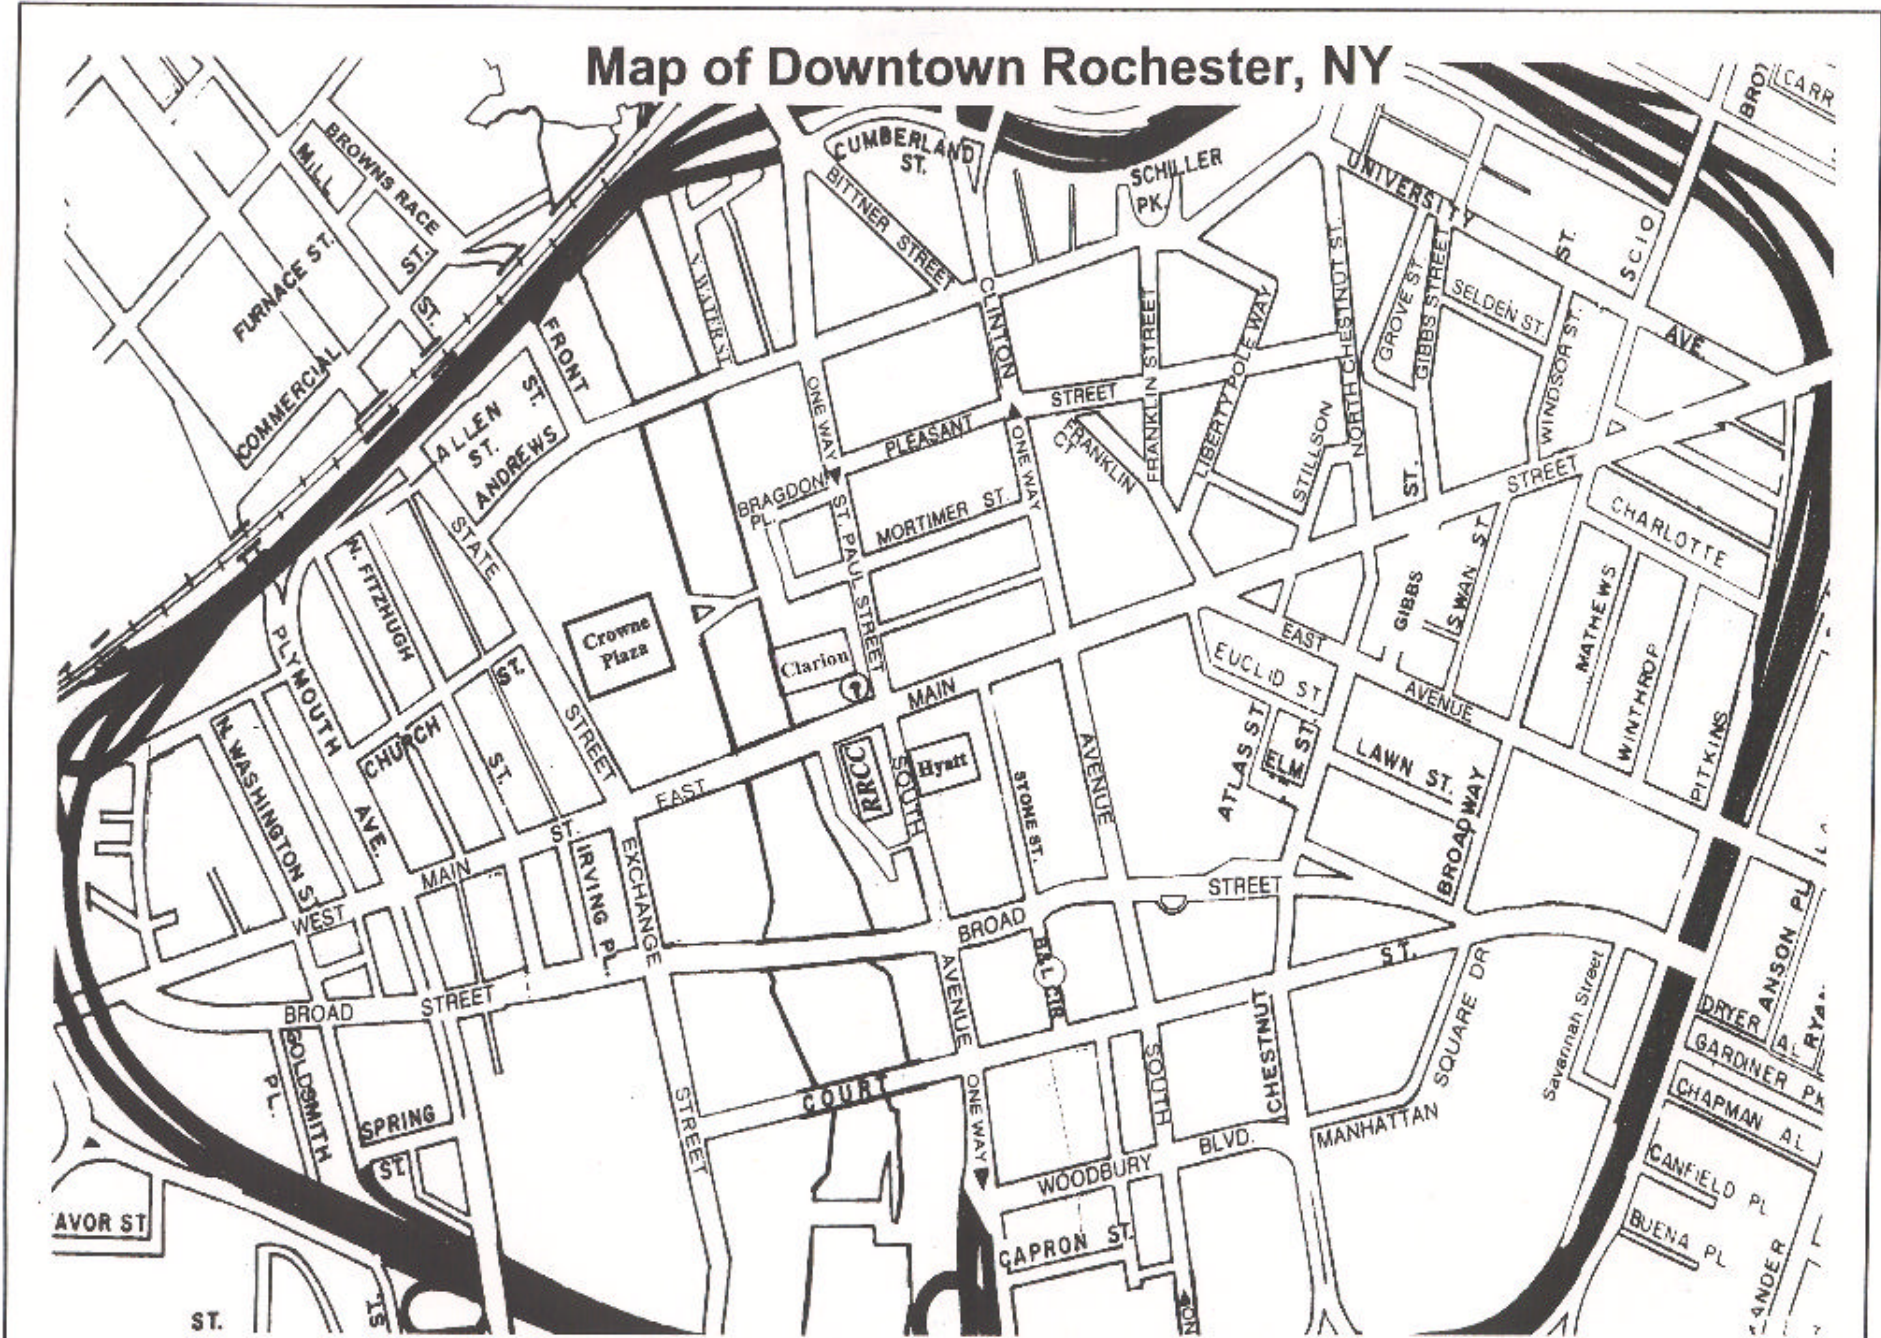 Map of Downtown Rochester, NY
CARR
CUMBERLAND
ST.
BROWNS RACE
ST.
MILL
ST.
SCHILLER
PK.
UNIVERSITY
AVE.
BITTNER STREET
SCIO
ST.
FURNACE ST.
COMMERCIAL
N. WATER ST
CLINTON
FRANKLIN STREET
LIBERTY POLE WAY
NORTH CHESTNUT ST.
GROVE ST.
GIBBS STREET
SELDEN ST.
WINDSOR ST.
FRONT
ST.
ALLEN
ST.
ANDREWS
ONE WAY
PLEASANT
STREET
ONE WAY
FRANKLIN
CT
STILLSON
ST.
STREET
BRAGDON
PL.
ST. PAUL STREET
MORTIMER ST.
CHARLOTTE
STATE
STREET
N. FITZHUGH
ST.
PLYMOUTH
AVE.
CHURCH
ST.
Crowne
Plaza
Clarion
GIBBS
SWAN ST
MATHEWS
WINTHROP
PITKINS
EAST
AVENUE
EUCLID ST
ATLAS ST
ELM ST.
LAWN ST.
BROADWAY
MAIN
EAST
RRCC
SOUTH
Hyatt
STONE ST.
AVENUE
N. WASHINGTON ST.
WEST
MAIN
ST.
IRVING PL.
EXCHANGE
STREET
BROAD
STREET
BROAD
STREET
B&L CIR
AVENUE
ST.
SQUARE DR
Savannah Street
ANSON PL
DRYER AL
RYAN
GARDINER PK
CHAPMAN AL
CANFIELD PL
BUENA PL
ANDER
GOLDSMITH
PL.
SPRING
ST.
COURT
ONE WAY
SOUTH
CHESTNUT
MANHATTAN
WOODBURY
BLVD.
CAPRON ST.
AVOR ST
ST.
ST.